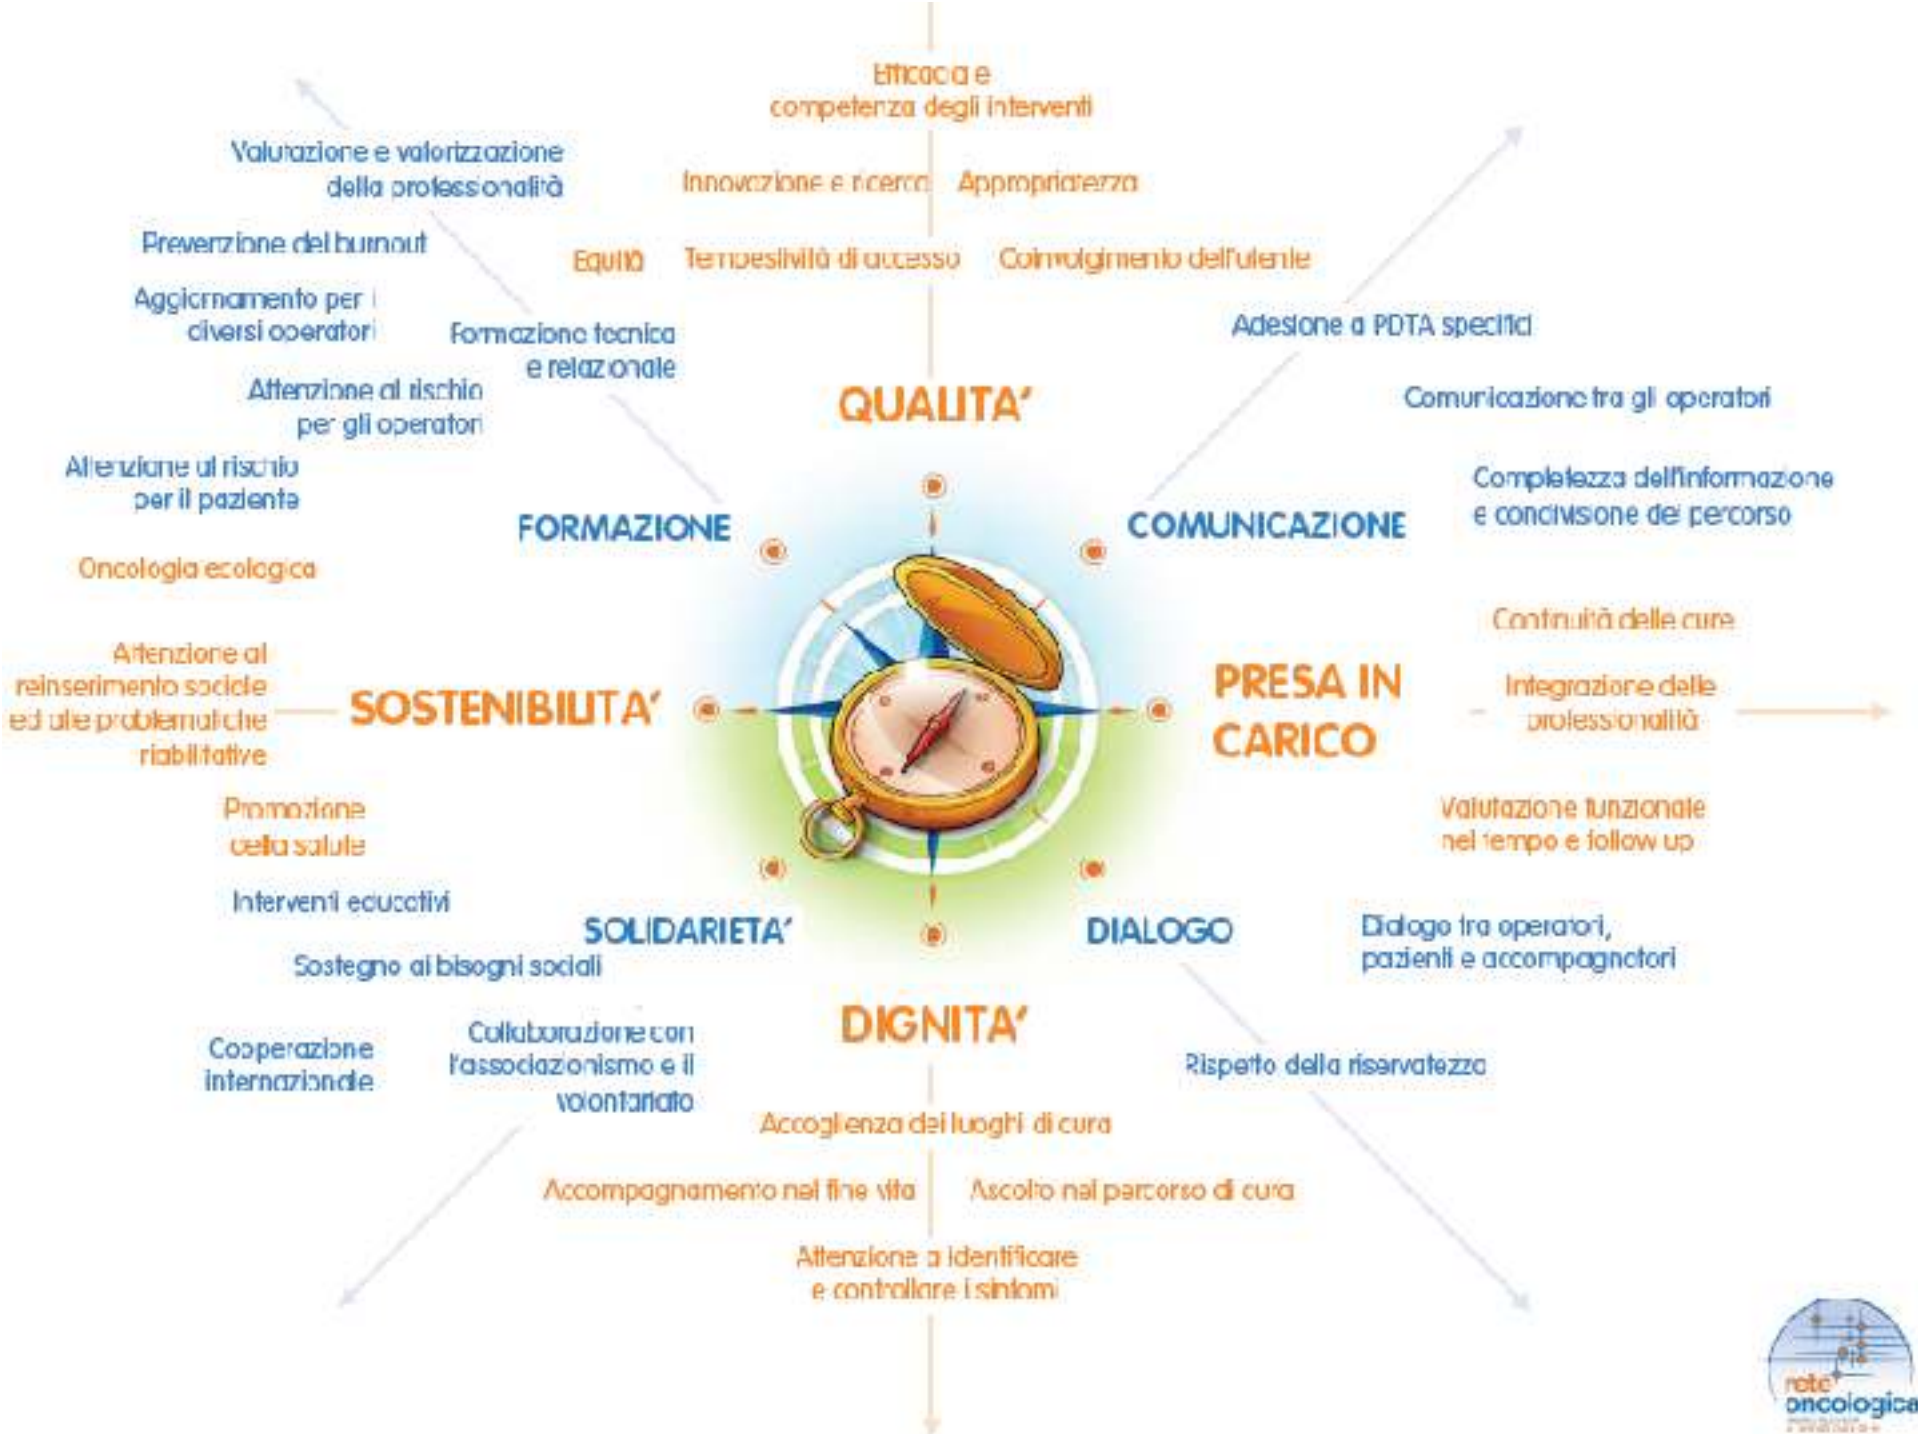 Efficacia e
competenza degli interventi
Innovazione e ricerca
Appropriatezza
Equità
Tempestività di accesso
Coinvolgimento dell'utente
QUALITA'
Valutazione e valorizzazione
della professionalità
Prevenzione del burnout
Aggiornamento per i
diversi operatori
Formazione tecnica
e relazionale
Attenzione al rischio
per gli operatori
Attenzione al rischio
per il paziente
FORMAZIONE
Adesione a PDTA specifici
Comunicazione tra gli operatori
Completezza dell'informazione
e condivisione del percorso
COMUNICAZIONE
Oncologia ecologica
Attenzione al
reinserimento sociale
ed alle problematiche
riabilitative
Promozione
della salute
SOSTENIBILITA'
PRESA IN
CARICO
Continuità delle cure
Integrazione delle
professionalità
Valutazione funzionale
nel tempo e follow up
Interventi educativi
SOLIDARIETA'
Sostegno ai bisogni sociali
Cooperazione
internazionale
Collaborazione con
l'associazionismo e il
volontariato
DIALOGO
Dialogo tra operatori,
pazienti e accompagnatori
Rispetto della riservatezza
DIGNITA'
Accoglienza dei luoghi di cura
Accompagnamento nel fine vita
Ascolto nel percorso di cura
Attenzione a identificare
e controllare i sintomi
rete
oncologica